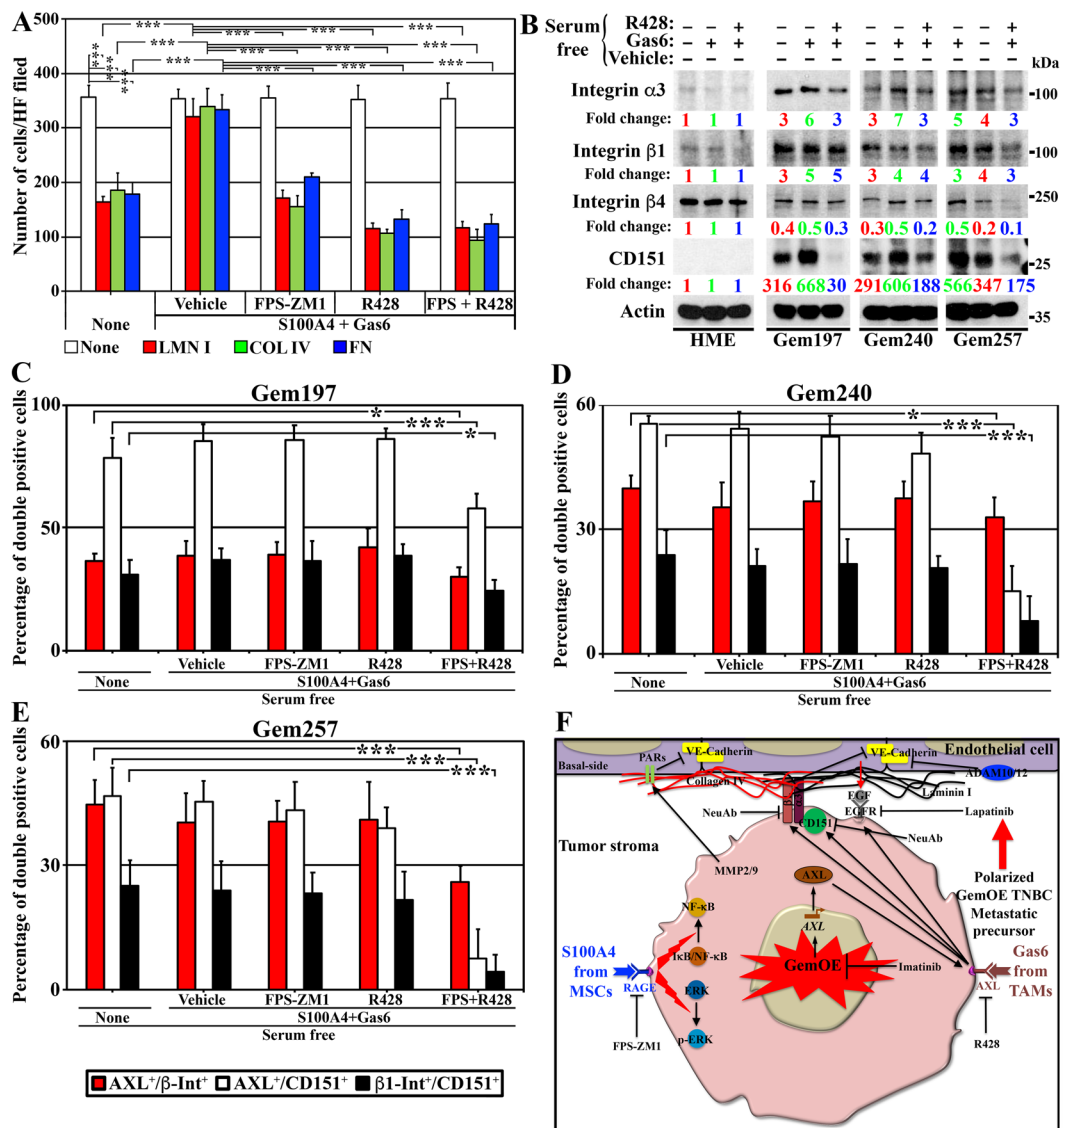 A
Number of cells/HF filed
500
400
300
200
100
0
*** *** ***
*** *** ***
*** *** ***
*** *** ***
*** *** ***
Vehicle FPS-ZM1 R428 FPS + R428
None S100A4 + Gas6
None LMN I COL IV FN
B
Serum free
R428: – – + – – + – – + – – +
Gas6: – + + – + + – + + + – +
Vehicle: – – – – – – – – – – – –
kDa
Integrin α3 -100
Fold change: 1 1 1 3 6 3 3 7 3 5 4 3
Integrin β1 -100
Fold change: 1 1 1 3 5 5 3 4 4 3 4 3
Integrin β4 -250
Fold change: 1 1 1 0.4 0.5 0.3 0.3 0.5 0.2 0.5 0.2 0.1
CD151 -25
Fold change: 1 1 1 316 668 30 291 606 188 566 347 175
Actin -35
HME Gem197 Gem240 Gem257
C
Gem197
Percentage of double positive cells
100
50
0
*
***
*
Vehicle FPS-ZM1 R428 FPS+R428
None S100A4+Gas6
Serum free
D
Gem240
Percentage of double positive cells
60
30
0
*
***
***
Vehicle FPS-ZM1 R428 FPS+R428
None S100A4+Gas6
Serum free
E
Gem257
Percentage of double positive cells
60
30
0
***
***
***
Vehicle FPS-ZM1 R428 FPS+R428
None S100A4+Gas6
Serum free
AXL⁺/β-Int⁺ AXL⁺/CD151⁺ β1-Int⁺/CD151⁺
F
PARs VE-Cadherin VE-Cadherin Endothelial cell
Basal-side
ADAM10/12
Collagen IV
Laminin I
EGF
NeuAb
EGFR
Lapatinib
CD151
NeuAb
Tumor stroma
MMP2/9
AXL
Polarized
GemOE TNBC
Metastatic
precursor
NF-κB
AXL
S100A4
from
MSCs
IκB/NF-κB
GemOE
Imatinib
Gas6
from
TAMs
RAGE
ERK
AXL
p-ERK
FPS-ZM1
R428